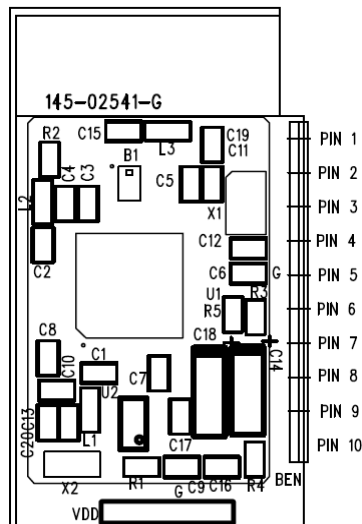 145-02541-G
C15
L3
C19
C11
PIN 1
R2
B1
C4
C3
C5
PIN 2
L2
X1
PIN 3
C2
C12
PIN 4
C6
G
PIN 5
U1
R3
R5
PIN 6
C18
C8
PIN 7
C14
C10
C1
C7
PIN 8
U2
C20
C13
L1
C17
PIN 9
PIN 10
X2
R1
G
C9
C16
R4
BEN
VDD